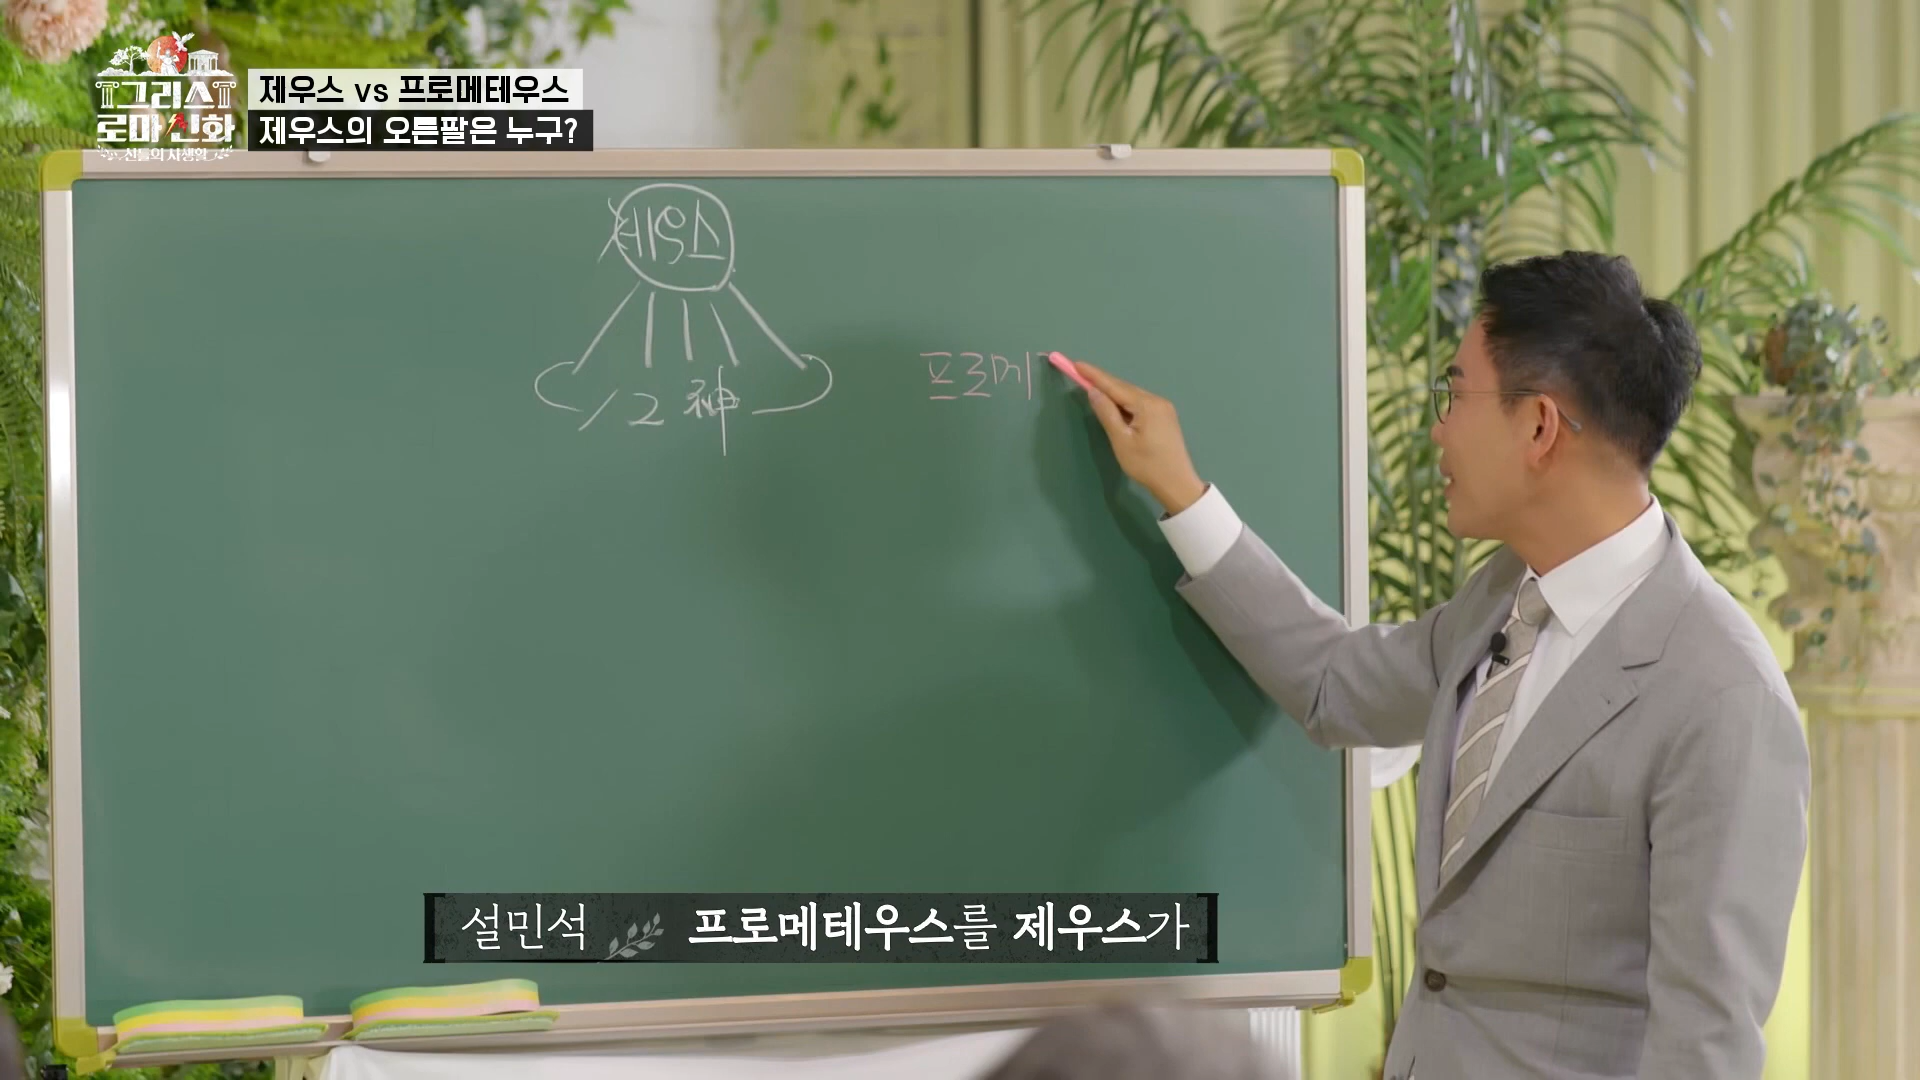 그리스
로마 신화
신들의 사생활
제우스 vs 프로메테우스
제우스의 오른팔은 누구?
제우스
12神
프로메
설민석 프로메테우스를 제우스가